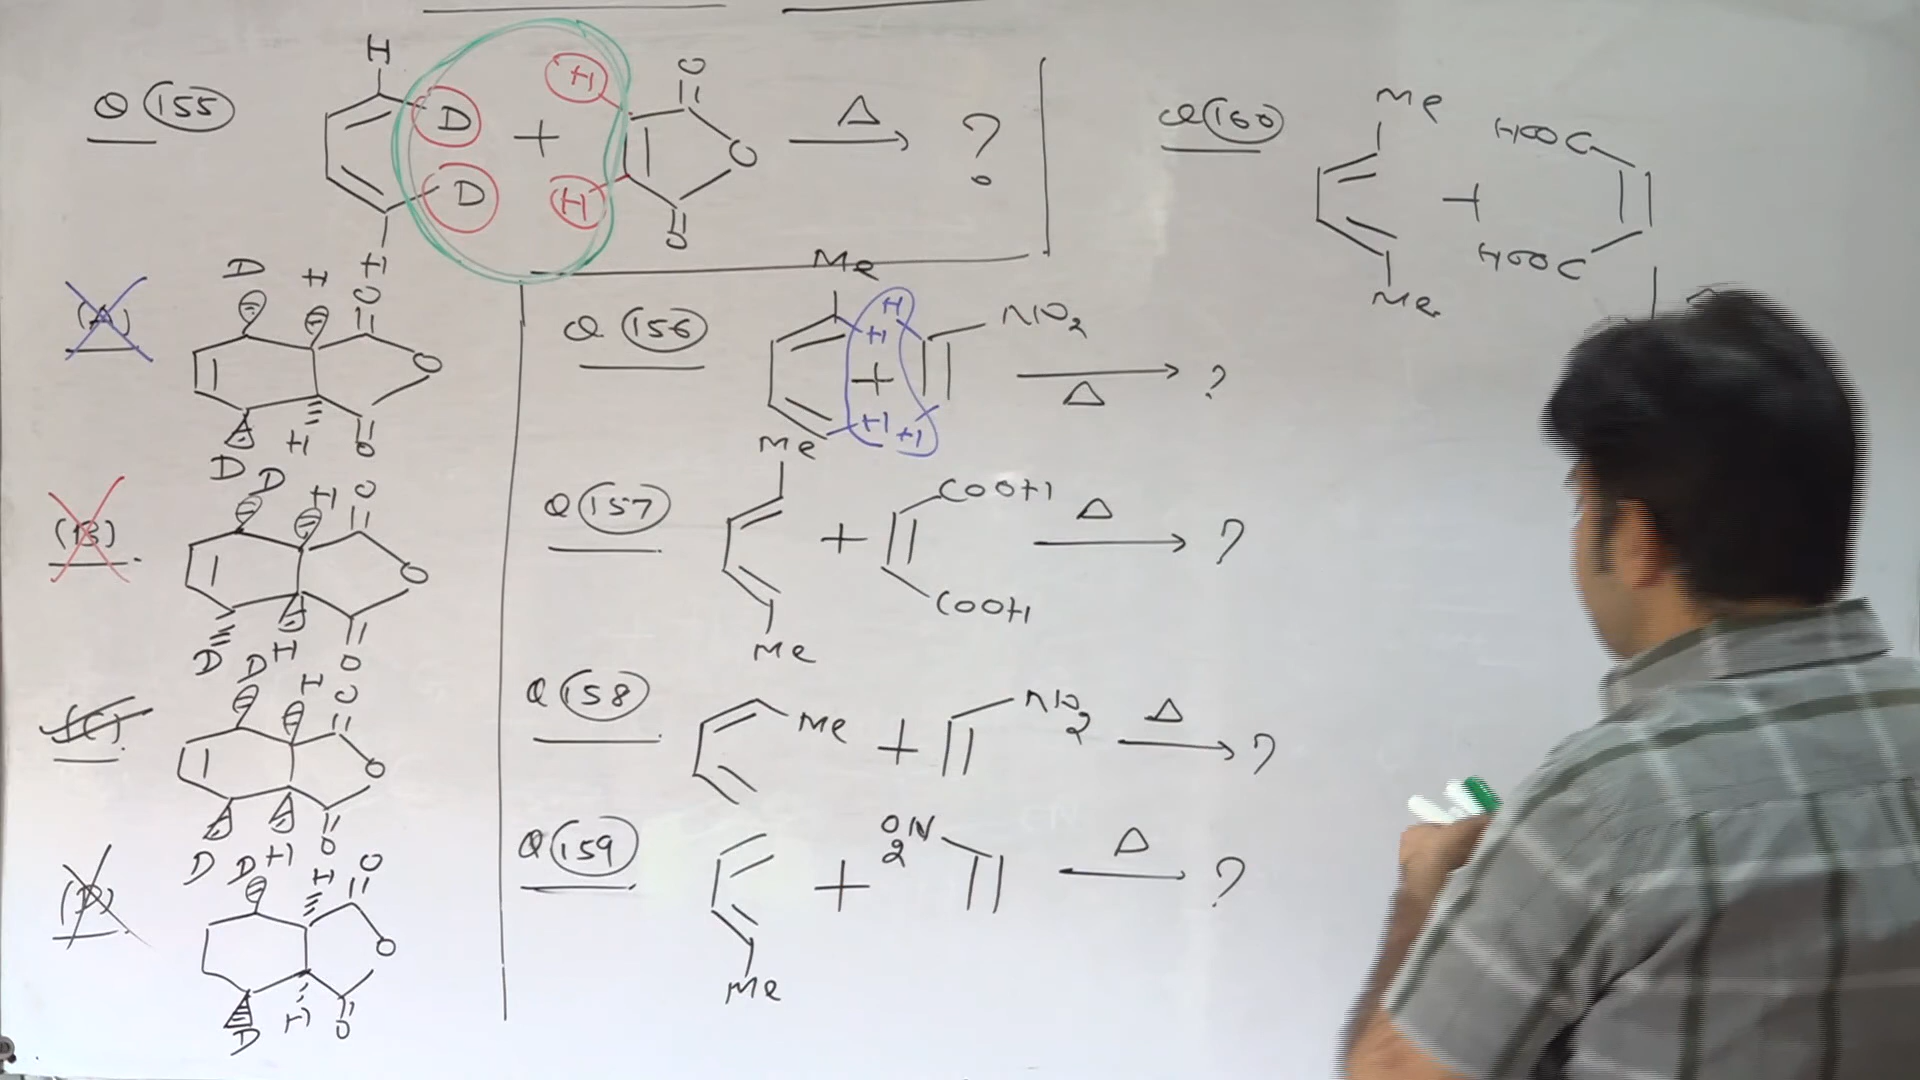 Q 155
H
D
D
H
+
H
H
O
O
O
Δ
?
(A)
D
H
O
O
O
H
D
(B)
D
H
O
O
O
H
D
(C)
D
H
O
O
O
H
D
(D)
D
H
O
O
O
H
D
Q 156
Me
H
H
+
H
H
NO2
Δ
?
Q 157
Me
Me
+
COOH
COOH
Δ
?
Q 158
Me
+
NO2
Δ
?
Q 159
Me
+
O2N
Δ
?
Q 160
Me
Me
+
HOOC
HOOC